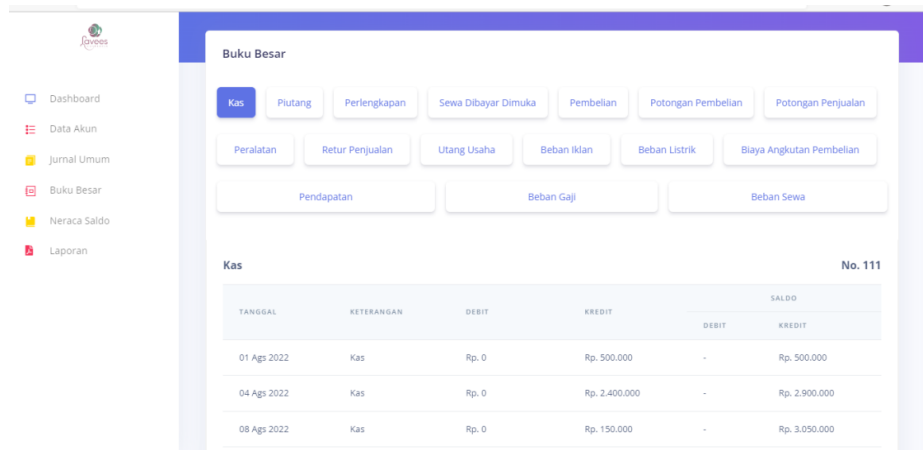 Savees
Dashboard
Data Akun
Jurnal Umum
Buku Besar
Neraca Saldo
Laporan
Buku Besar
Kas Piutang Perlengkapan Sewa Dibayar Dimuka Pembelian Potongan Pembelian Potongan Penjualan
Peralatan Retur Penjualan Utang Usaha Beban Iklan Beban Listrik Biaya Angkutan Pembelian
Pendapatan Beban Gaji Beban Sewa
Kas No. 111
SALDO
TANGGAL KETERANGAN DEBIT KREDIT
DEBIT KREDIT
01 Ags 2022 Kas Rp. 0 Rp. 500.000 - Rp. 500.000
04 Ags 2022 Kas Rp. 0 Rp. 2.400.000 - Rp. 2.900.000
08 Ags 2022 Kas Rp. 0 Rp. 150.000 - Rp. 3.050.000